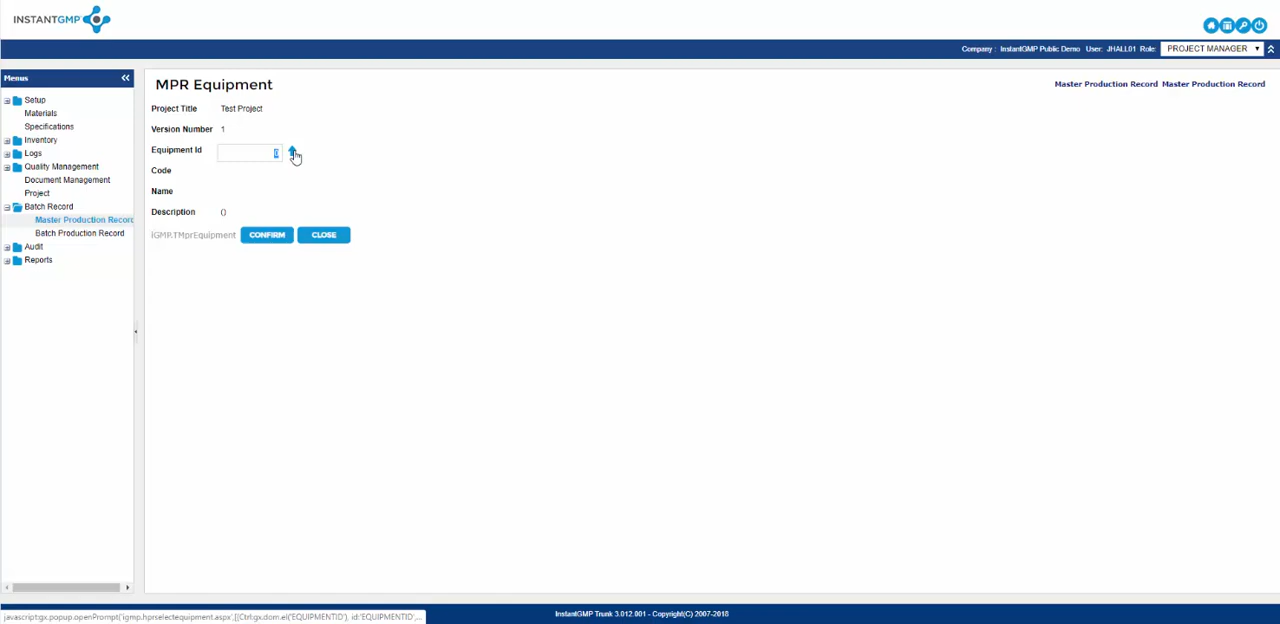 INSTANTGMP
Company : InstantGMP Public Demo User: JHALL01 Role: PROJECT MANAGER
Menus
Setup
Materials
Specifications
Inventory
Logs
Quality Management
Document Management
Project
Batch Record
Master Production Record
Batch Production Record
Audit
Reports
MPR Equipment
Master Production Record Master Production Record
Project Title Test Project
Version Number 1
Equipment Id 0
Code
Name
Description ()
iGMP.TMprEquipment CONFIRM CLOSE
InstantGMP Trunk 3.012.001 - Copyright(C) 2007-2018
javascript:gx.popup.openPrompt('igmp.hprselectequipment.aspx',[{Ctrl:gx.dom.el('EQUIPMENTID'), id:'EQUIPMENTID',...